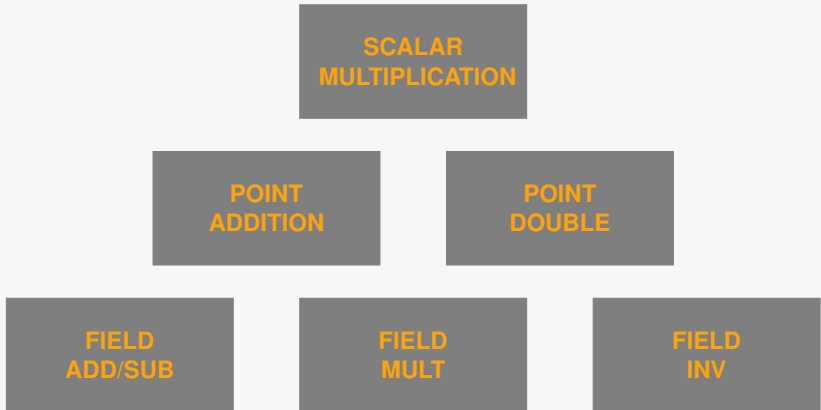 SCALAR
MULTIPLICATION
POINT
ADDITION
POINT
DOUBLE
FIELD
ADD/SUB
FIELD
MULT
FIELD
INV